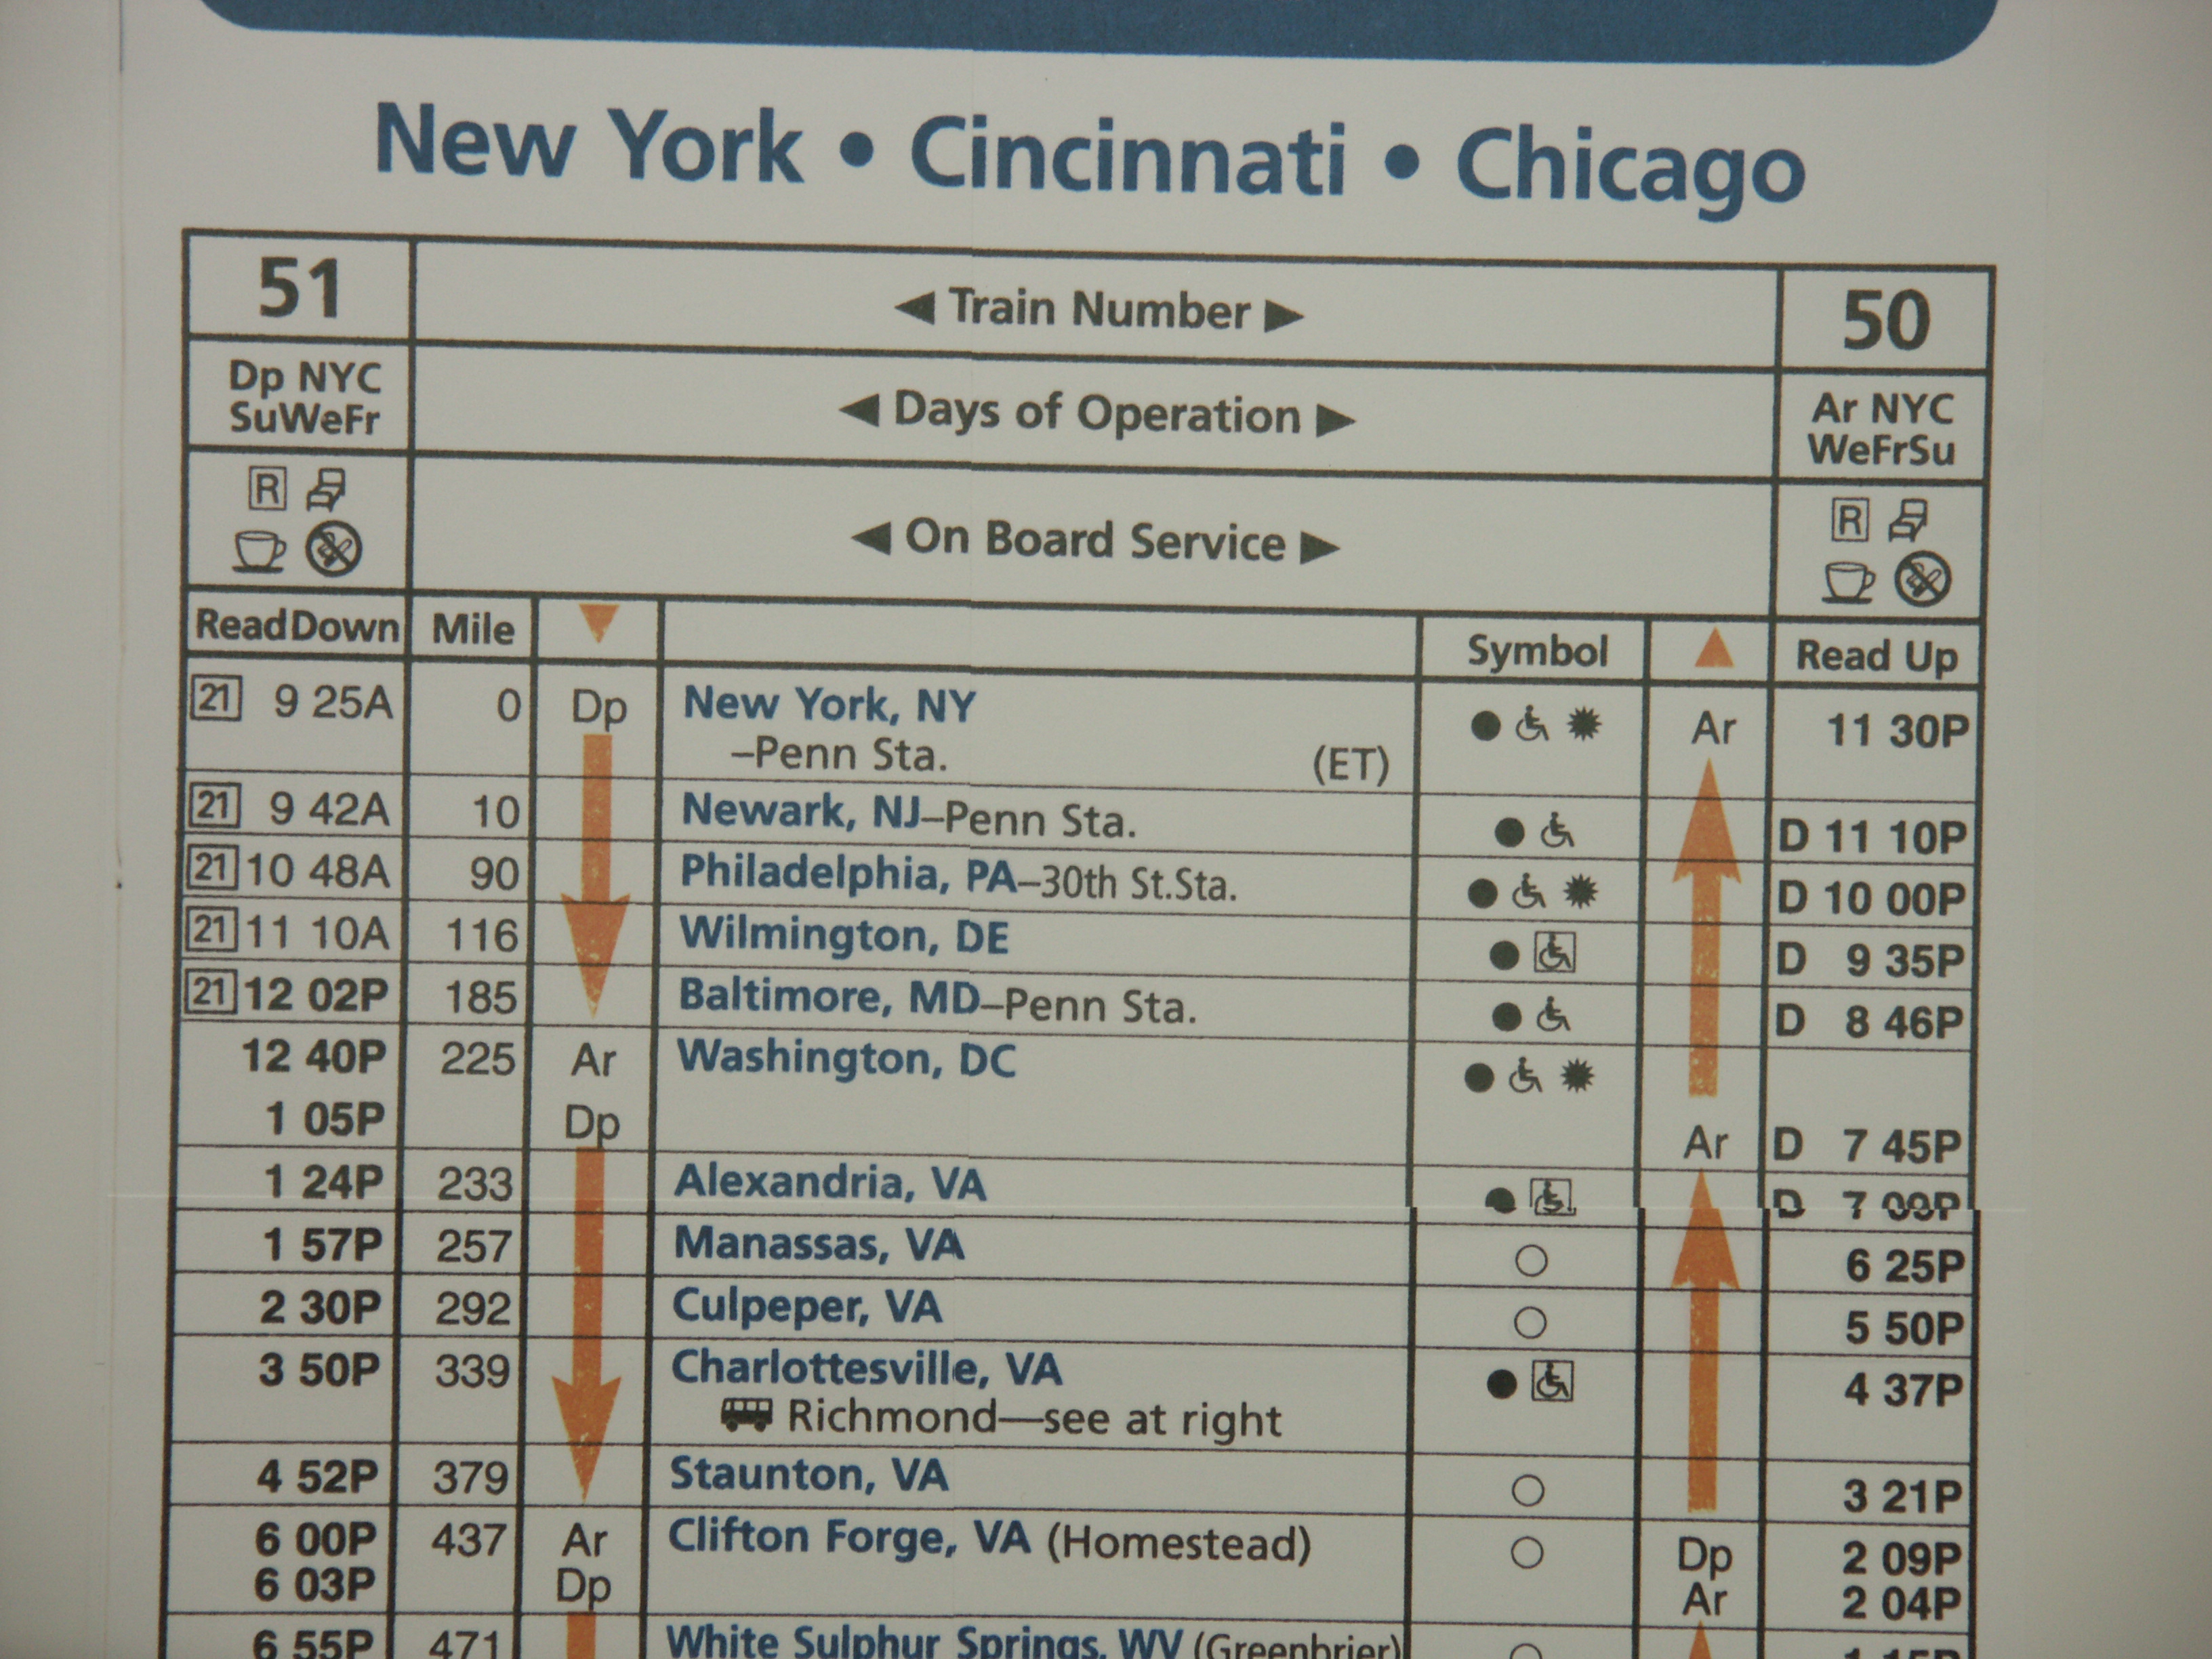 New York • Cincinnati • Chicago
51 ◄ Train Number ► 50
Dp NYC
SuWeFr ◄ Days of Operation ► Ar NYC
WeFrSu
R ◄ On Board Service ► R
Read Down Mile Symbol Read Up
21 9 25A 0 Dp New York, NY Ar 11 30P
–Penn Sta. (ET)
21 9 42A 10 Newark, NJ–Penn Sta. D 11 10P
21 10 48A 90 Philadelphia, PA–30th St.Sta. D 10 00P
21 11 10A 116 Wilmington, DE D 9 35P
21 12 02P 185 Baltimore, MD–Penn Sta. D 8 46P
12 40P 225 Ar Washington, DC
1 05P Dp Ar D 7 45P
1 24P 233 Alexandria, VA D 7
1 57P 257 Manassas, VA 6 25P
2 30P 292 Culpeper, VA 5 50P
3 50P 339 Charlottesville, VA 4 37P
Richmond—see at right
4 52P 379 Staunton, VA 3 21P
6 00P 437 Ar Clifton Forge, VA (Homestead) Dp 2 09P
6 03P Dp Ar 2 04P
6 55P 471 White Sulphur Springs, WV (Greenbrier) 1 15P